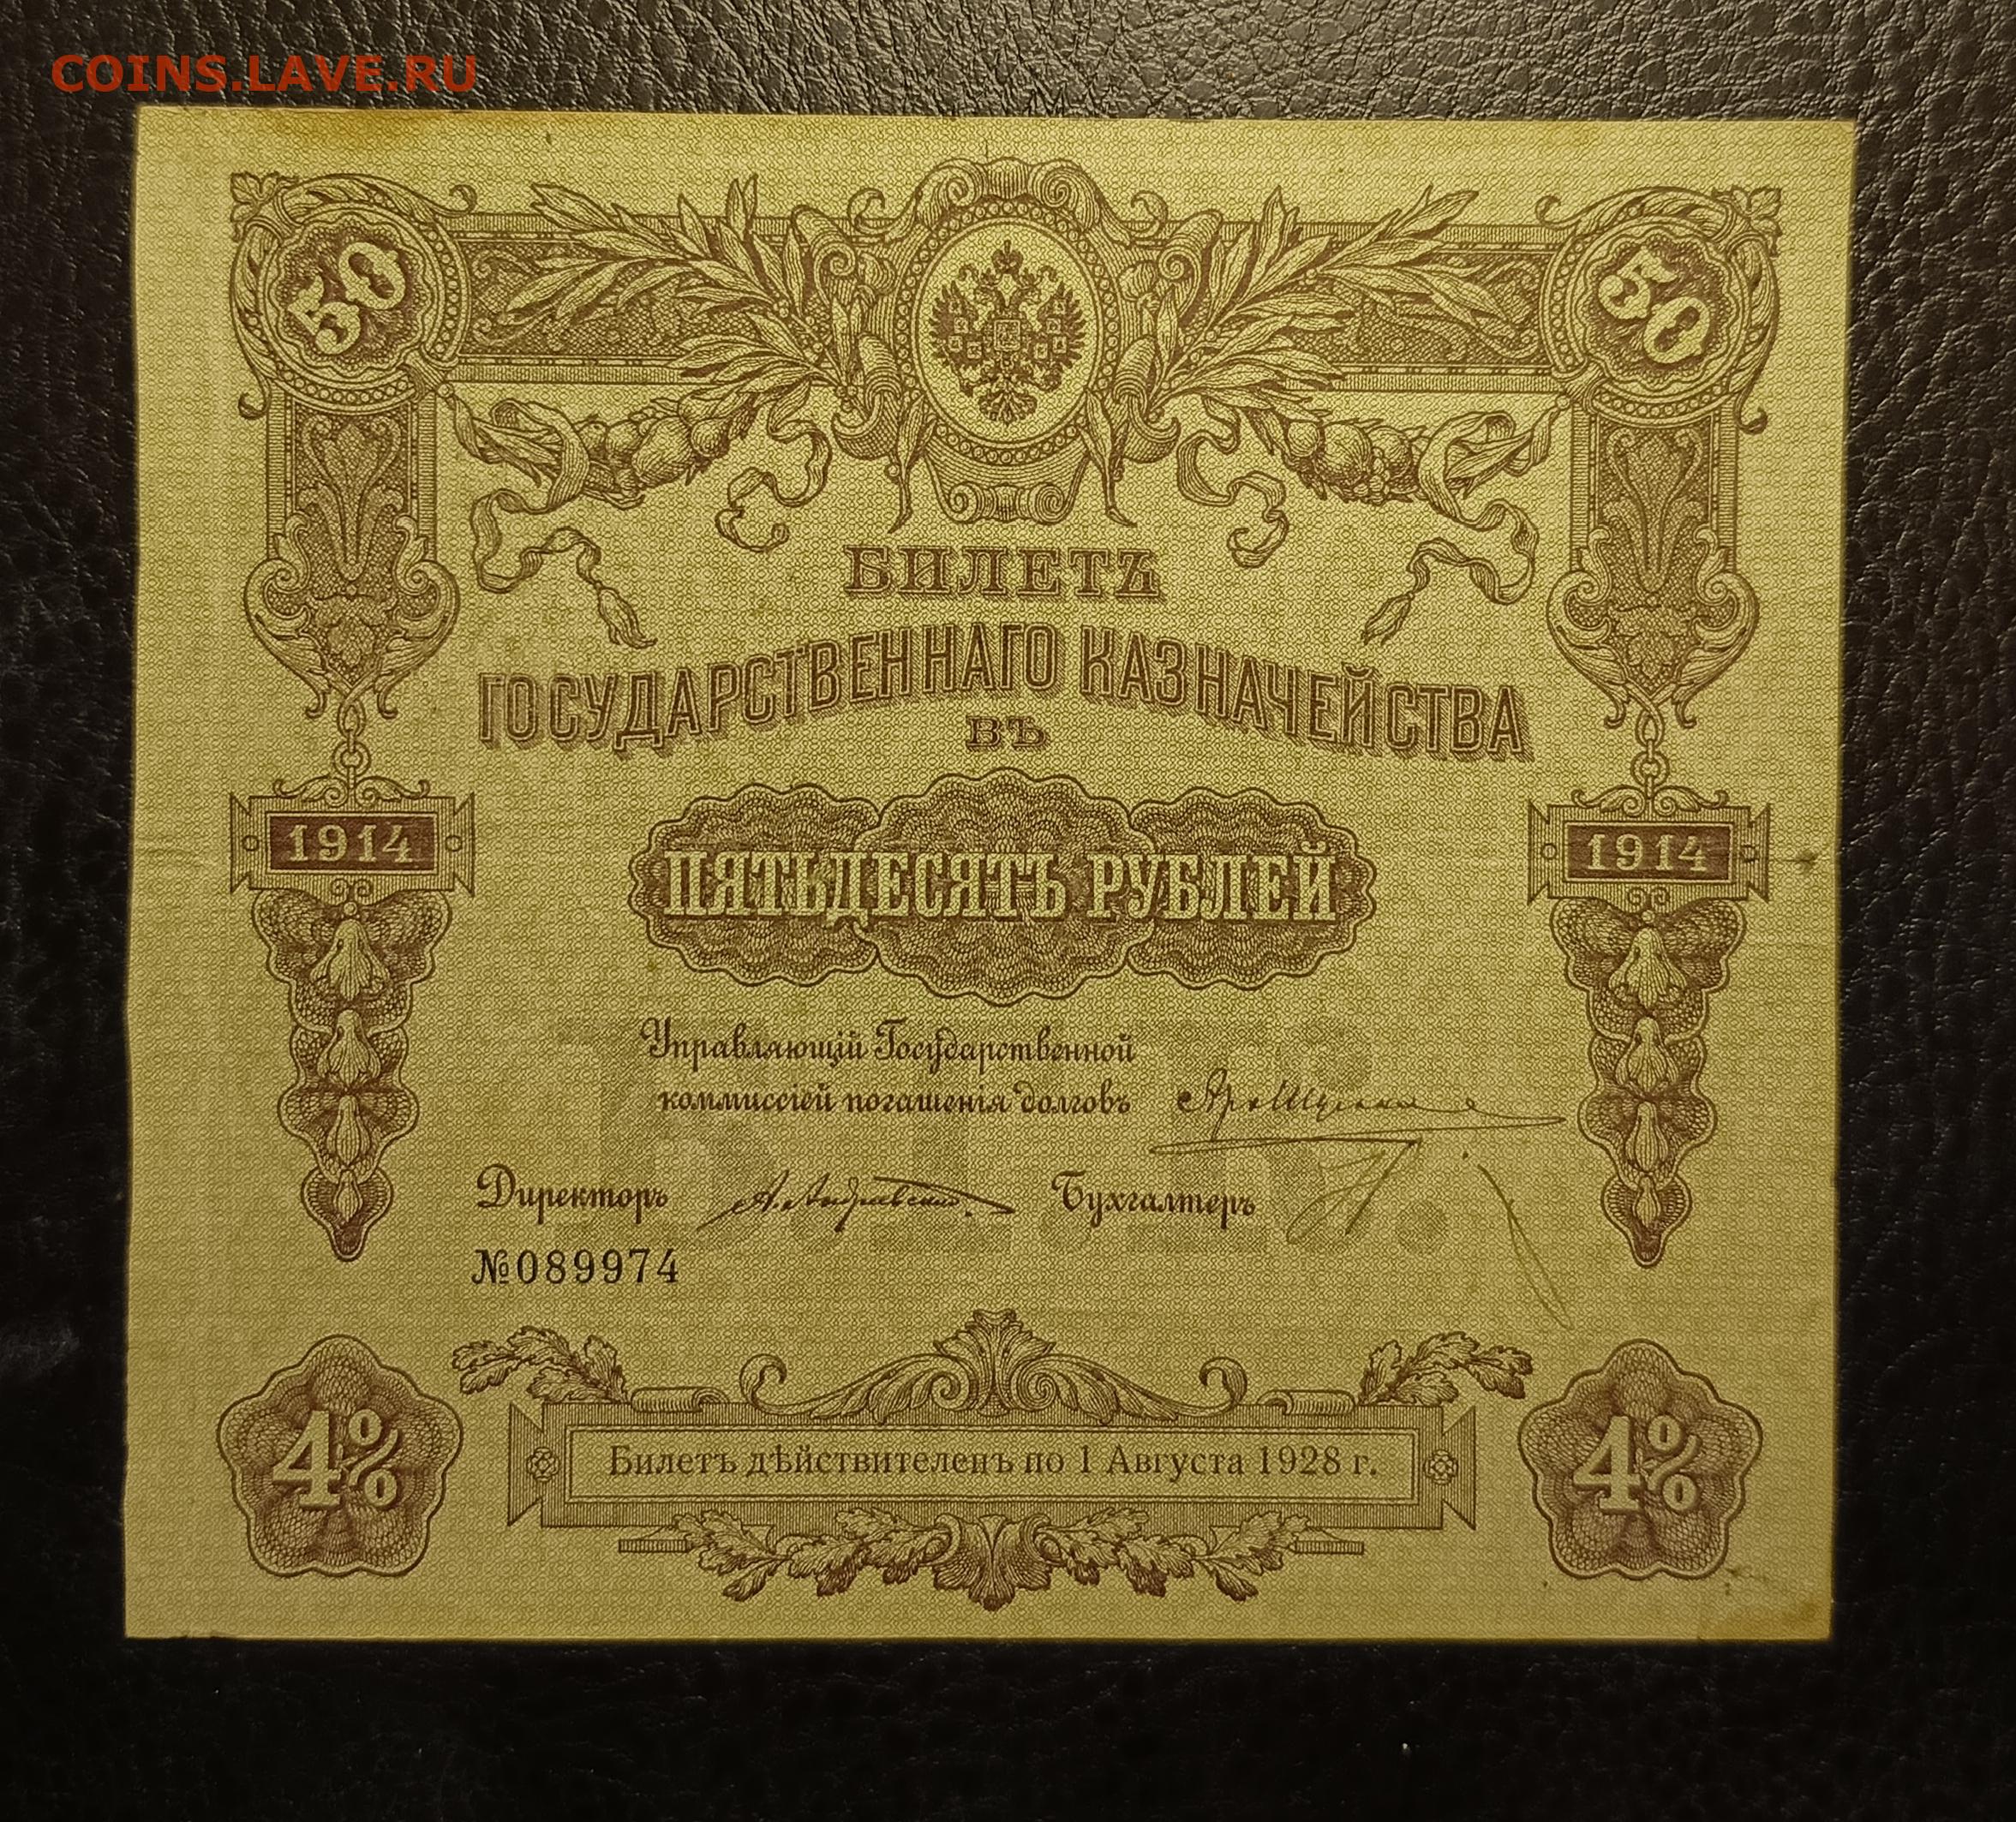 COINS.LAVE.RU
50 50
БИЛЕТЪ
ГОСУДАРСТВЕННАГО КАЗНАЧЕЙСТВА
ВЪ
1914 1914
ПЯТЬДЕСЯТЪ РУБЛЕЙ
Управляющій Государственной
коммиссіей погашенія долговъ
Директоръ Бухгалтеръ
№089974
4% 4%
Билетъ дѣйствителенъ по 1 Августа 1928 г.